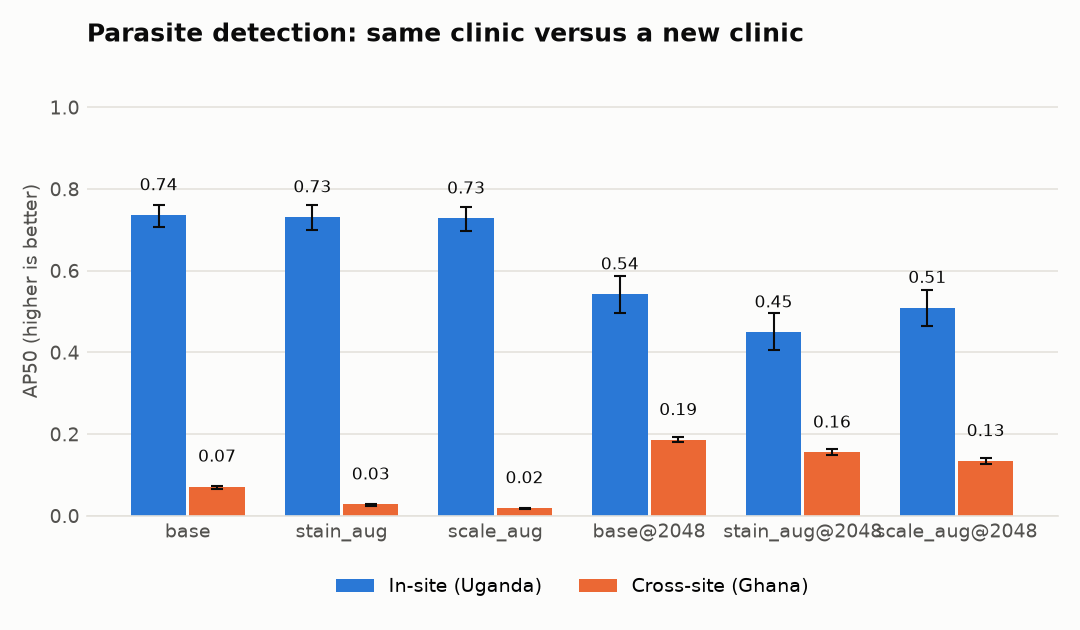 Parasite detection: same clinic versus a new clinic
AP50 (higher is better)
1.0
0.8
0.6
0.4
0.2
0.0
0.74
0.07
0.73
0.03
0.73
0.02
0.54
0.19
0.45
0.16
0.51
0.13
base
stain_aug
scale_aug
base@2048
stain_aug@2048
scale_aug@2048
In-site (Uganda)
Cross-site (Ghana)